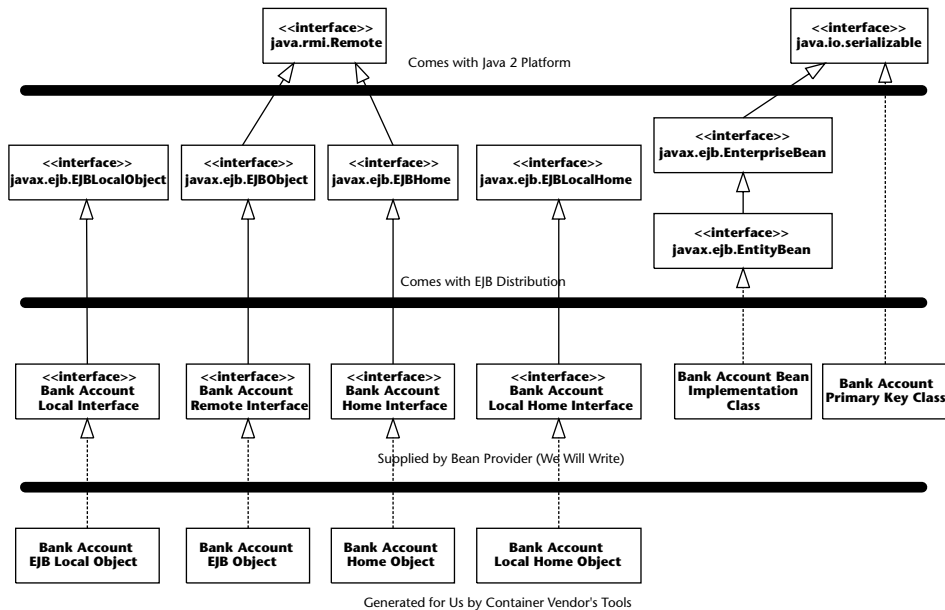 <<interface>>
java.rmi.Remote
<<interface>>
java.io.serializable
Comes with Java 2 Platform
<<interface>>
javax.ejb.EJBLocalObject
<<interface>>
javax.ejb.EJBObject
<<interface>>
javax.ejb.EJBHome
<<interface>>
javax.ejb.EJBLocalHome
<<interface>>
javax.ejb.EnterpriseBean
<<interface>>
javax.ejb.EntityBean
Comes with EJB Distribution
<<interface>>
Bank Account
Local Interface
<<interface>>
Bank Account
Remote Interface
<<interface>>
Bank Account
Home Interface
<<interface>>
Bank Account
Local Home Interface
Bank Account Bean
Implementation
Class
Bank Account
Primary Key Class
Supplied by Bean Provider (We Will Write)
Bank Account
EJB Local Object
Bank Account
EJB Object
Bank Account
Home Object
Bank Account
Local Home Object
Generated for Us by Container Vendor's Tools